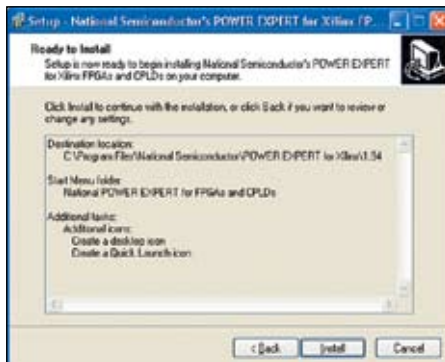 Setup - National Semiconductor's POWER EXPERT for Xilinx FP...
Ready to Install
Setup is now ready to begin installing National Semiconductor's POWER EXPERT
for Xilinx FPGAs and CPLDs on your computer.
Click Install to continue with the installation, or click Back if you want to review or
change any settings.
Destination location:
C:\Program Files\National Semiconductor\POWER EXPERT for Xilinx\1.54
Start Menu folder:
National POWER EXPERT for FPGAs and CPLDs
Additional tasks:
Additional icons:
Create a desktop icon
Create a Quick Launch icon
< Back Install Cancel